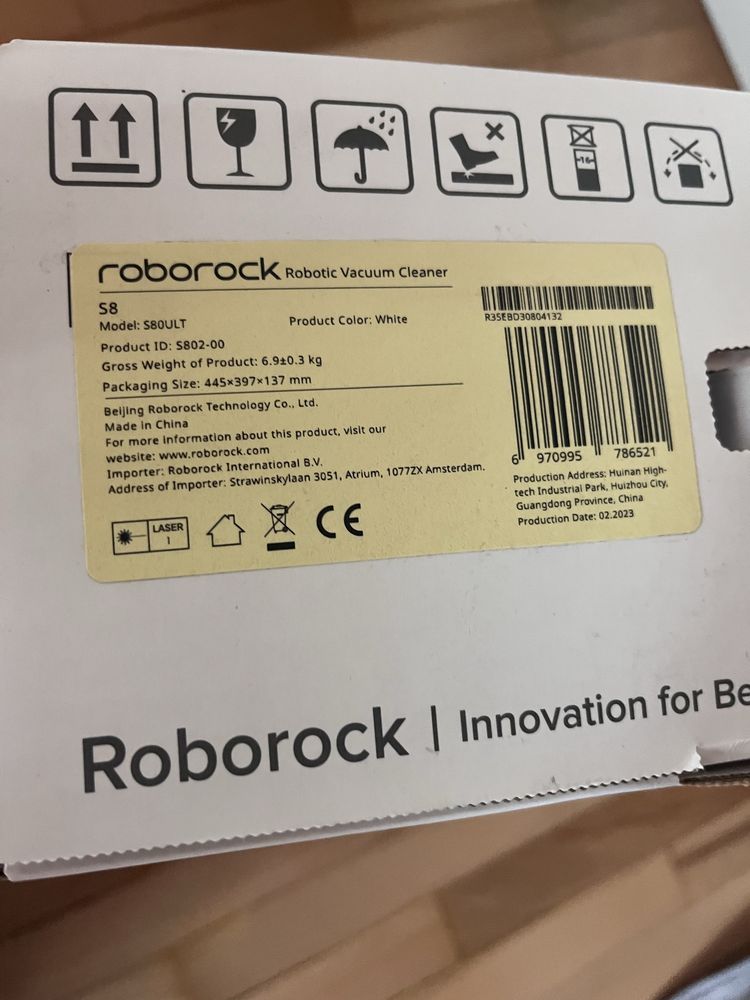 16
roborock Robotic Vacuum Cleaner
S8
Model: S80ULT Product Color: White
Product ID: S802-00
Gross Weight of Product: 6.9±0.3 kg
Packaging Size: 445×397×137 mm
Beijing Roborock Technology Co., Ltd.
Made in China
For more information about this product, visit our
website: www.roborock.com
Importer: Roborock International B.V.
Address of Importer: Strawinskylaan 3051, Atrium, 1077ZX Amsterdam.
LASER
1
CE
R35EBD30804132
6 970995 786521
Production Address: Huinan High-
tech Industrial Park, Huizhou City,
Guangdong Province, China
Production Date: 02.2023
Roborock | Innovation for Be